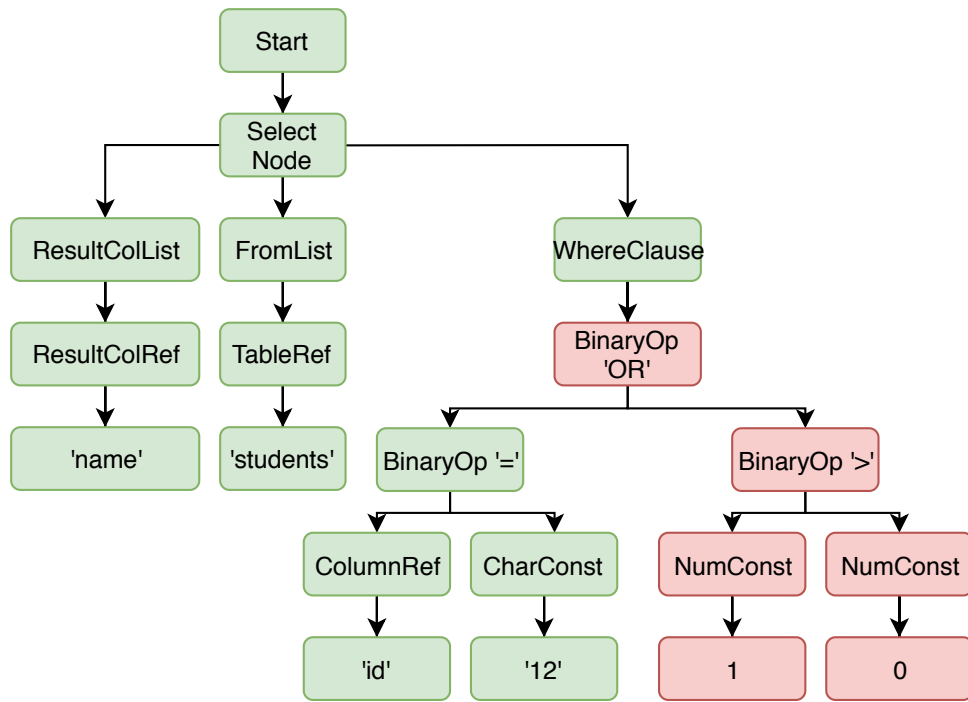 Start
Select
Node
ResultColList
FromList
WhereClause
ResultColRef
TableRef
BinaryOp
'OR'
'name'
'students'
BinaryOp '='
BinaryOp '>'
ColumnRef
CharConst
NumConst
NumConst
'id'
'12'
1
0